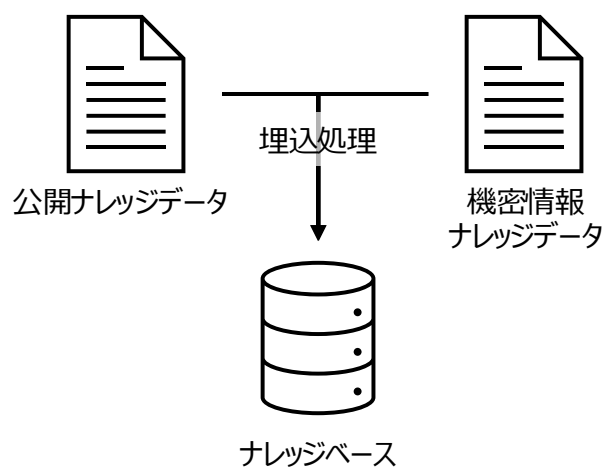 埋込処理
公開ナレッジデータ
機密情報
ナレッジデータ
ナレッジベース